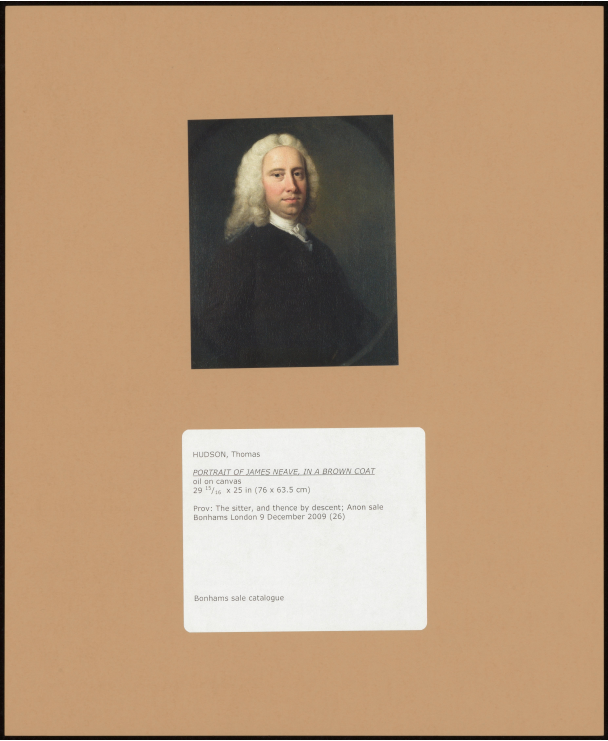 HUDSON, Thomas
PORTRAIT OF JAMES NEAVE, IN A BROWN COAT
oil on canvas
29 15/16 x 25 in (76 x 63.5 cm)
Prov: The sitter, and thence by descent; Anon sale
Bonhams London 9 December 2009 (26)
Bonhams sale catalogue